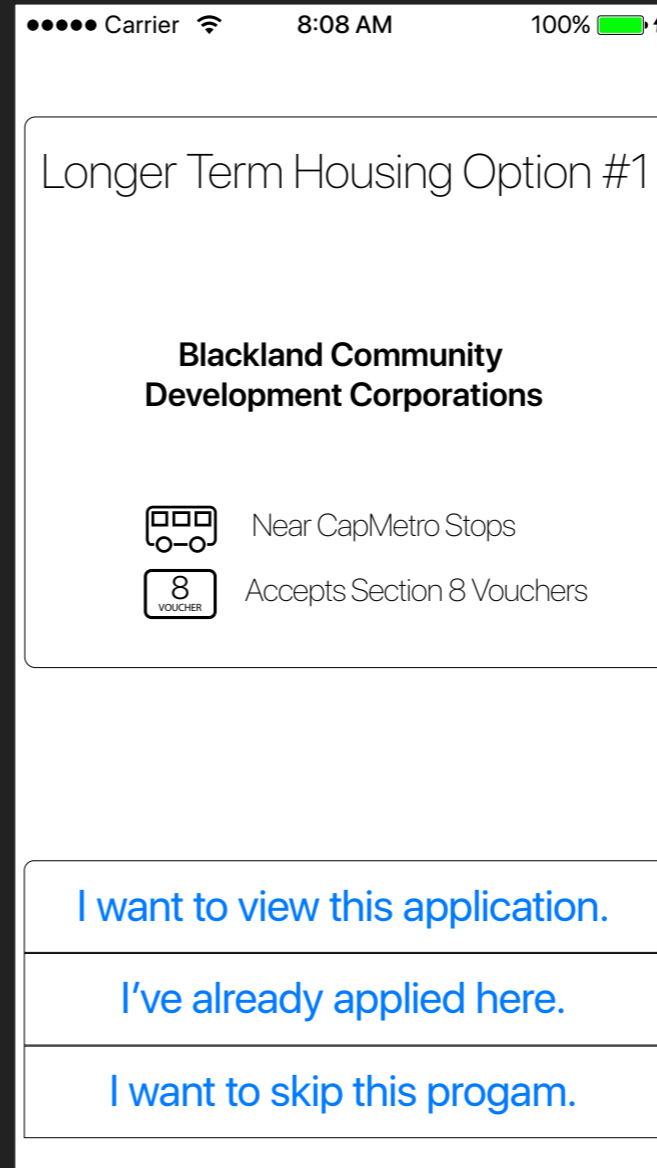 Carrier 8:08 AM 100%
Longer Term Housing Option #1
Blackland Community
Development Corporations
Near CapMetro Stops
8
VOUCHER
Accepts Section 8 Vouchers
I want to view this application.
I’ve already applied here.
I want to skip this progam.